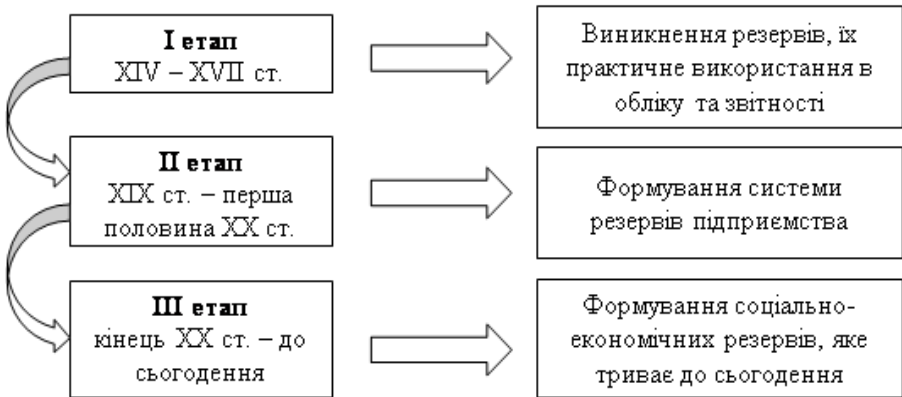 I етап
XIV – XVII ст.
Виникнення резервів, їх
практичне використання в
обліку та звітності
II етап
XIX ст. – перша
половина XX ст.
Формування системи
резервів підприємства
III етап
кінець XX ст. – до
сьогодення
Формування соціально-
економічних резервів, яке
триває до сьогодення